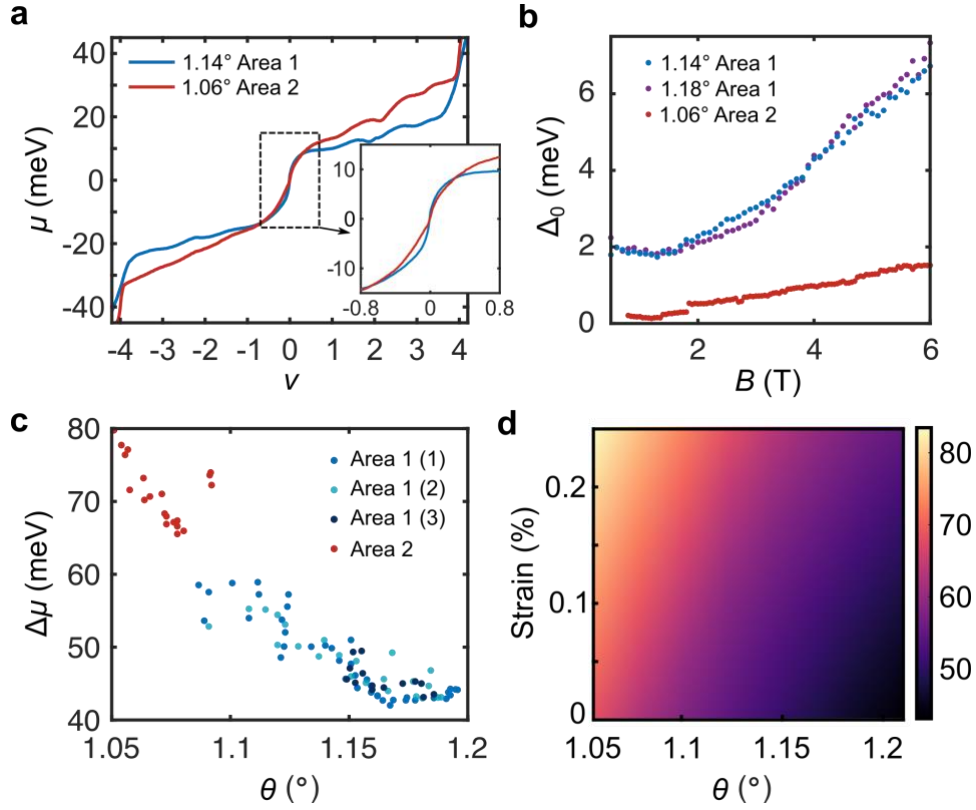 a
40
20
0
-20
-40
μ (meV)
1.14° Area 1
1.06° Area 2
10
0
-10
-0.8 0 0.8
-4 -3 -2 -1 0 1 2 3 4
ν
b
6
4
2
0
Δ0 (meV)
1.14° Area 1
1.18° Area 1
1.06° Area 2
2 4 6
B (T)
c
80
70
60
50
40
Δμ (meV)
Area 1 (1)
Area 1 (2)
Area 1 (3)
Area 2
1.05 1.1 1.15 1.2
θ (°)
d
0.2
0.1
0
Strain (%)
1.05 1.1 1.15 1.2
θ (°)
80
70
60
50